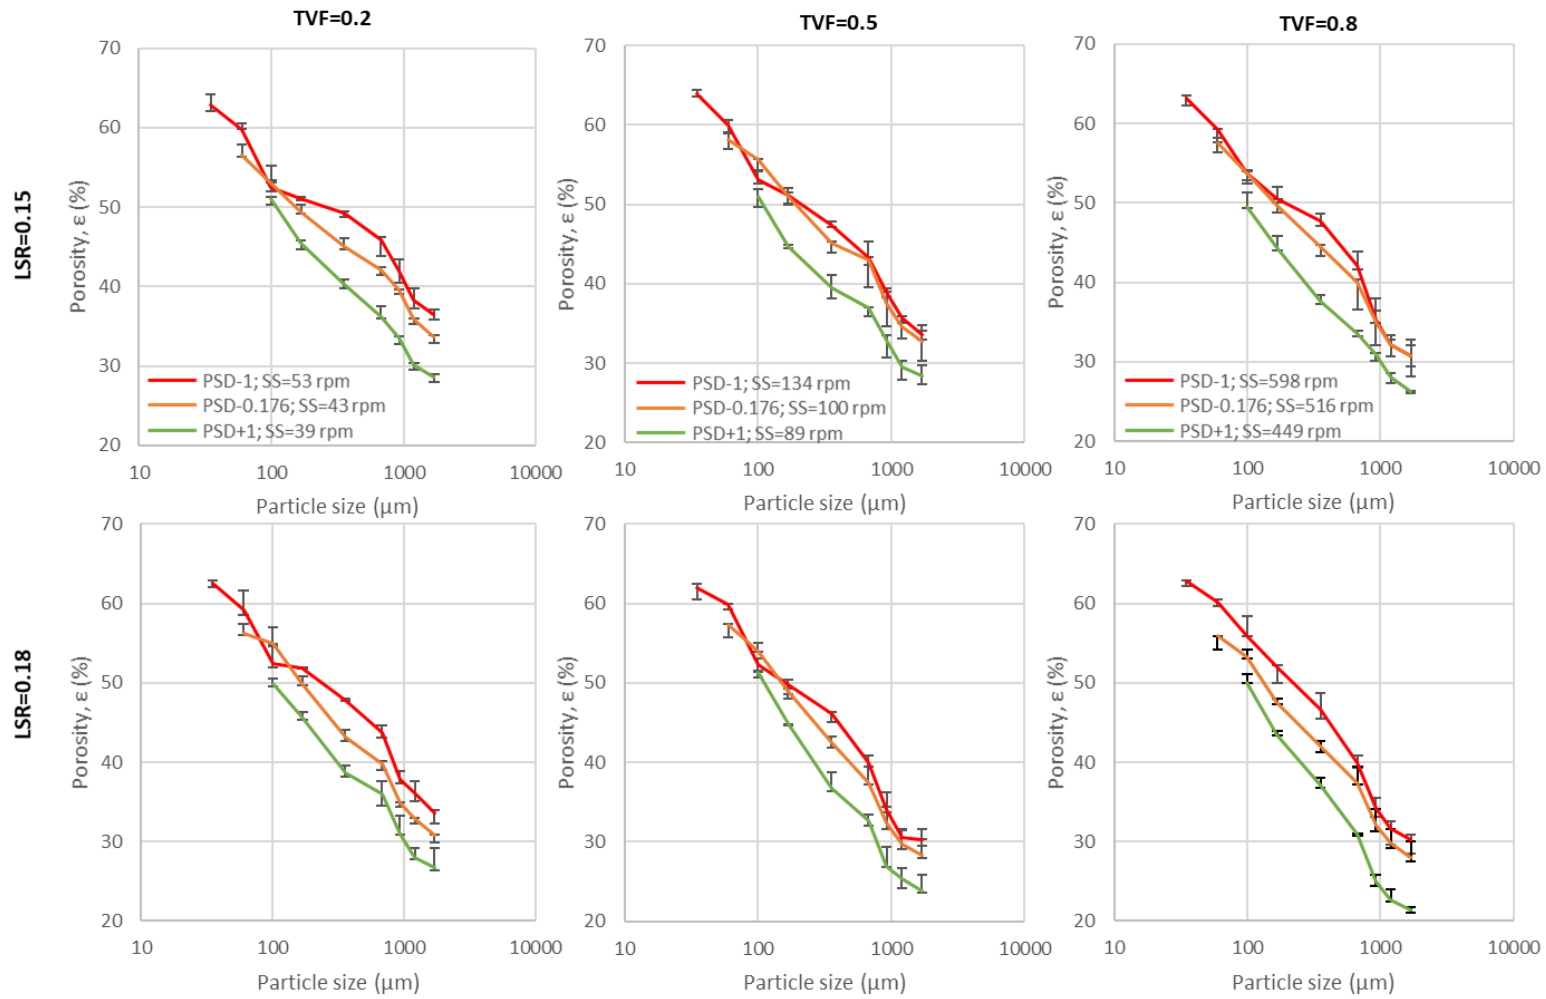 TVF=0.2
TVF=0.5
TVF=0.8
LSR=0.15
70
60
50
40
30
20
Porosity, ε (%)
PSD-1; SS=53 rpm
PSD-0.176; SS=43 rpm
PSD+1; SS=39 rpm
10 100 1000 10000
Particle size (μm)
70
60
50
40
30
20
Porosity, ε (%)
PSD-1; SS=134 rpm
PSD-0.176; SS=100 rpm
PSD+1; SS=89 rpm
10 100 1000 10000
Particle size (μm)
70
60
50
40
30
20
Porosity, ε (%)
PSD-1; SS=598 rpm
PSD-0.176; SS=516 rpm
PSD+1; SS=449 rpm
10 100 1000 10000
Particle size (μm)
LSR=0.18
70
60
50
40
30
20
Porosity, ε (%)
10 100 1000 10000
Particle size (μm)
70
60
50
40
30
20
Porosity, ε (%)
10 100 1000 10000
Particle size (μm)
70
60
50
40
30
20
Porosity, ε (%)
10 100 1000 10000
Particle size (μm)